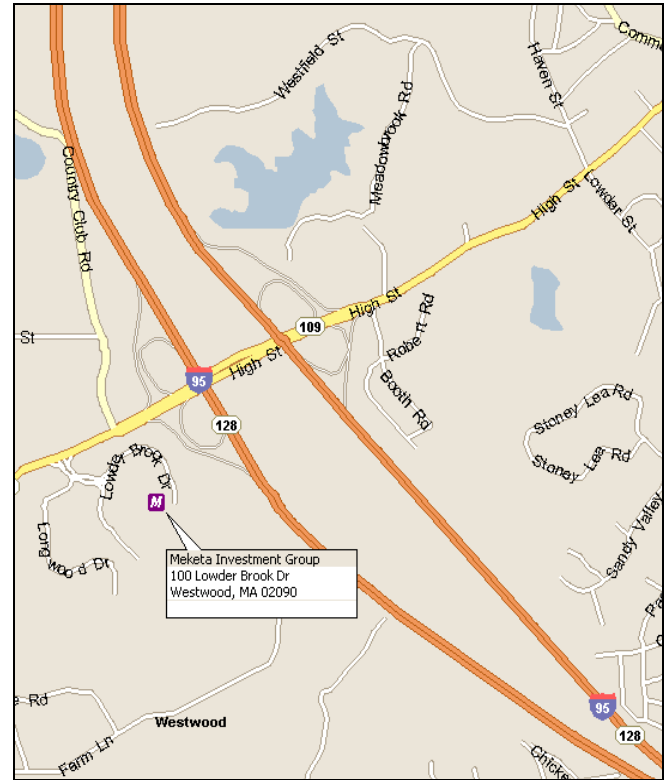 Westfield St
Haven St
Comm
Meadowbrook Rd
Country Club Rd
High St
Lowder St
High St
109
St
High St
Robert Rd
95
Booth Rd
128
Stoney Lea Rd
Lowder Brook Dr
Stoney Lea Rd
M
Longwood Dr
Sandy Valley
Meketa Investment Group
100 Lowder Brook Dr
Westwood, MA 02090
Pa
e Rd
95
Westwood
128
Farm Ln
Chicke